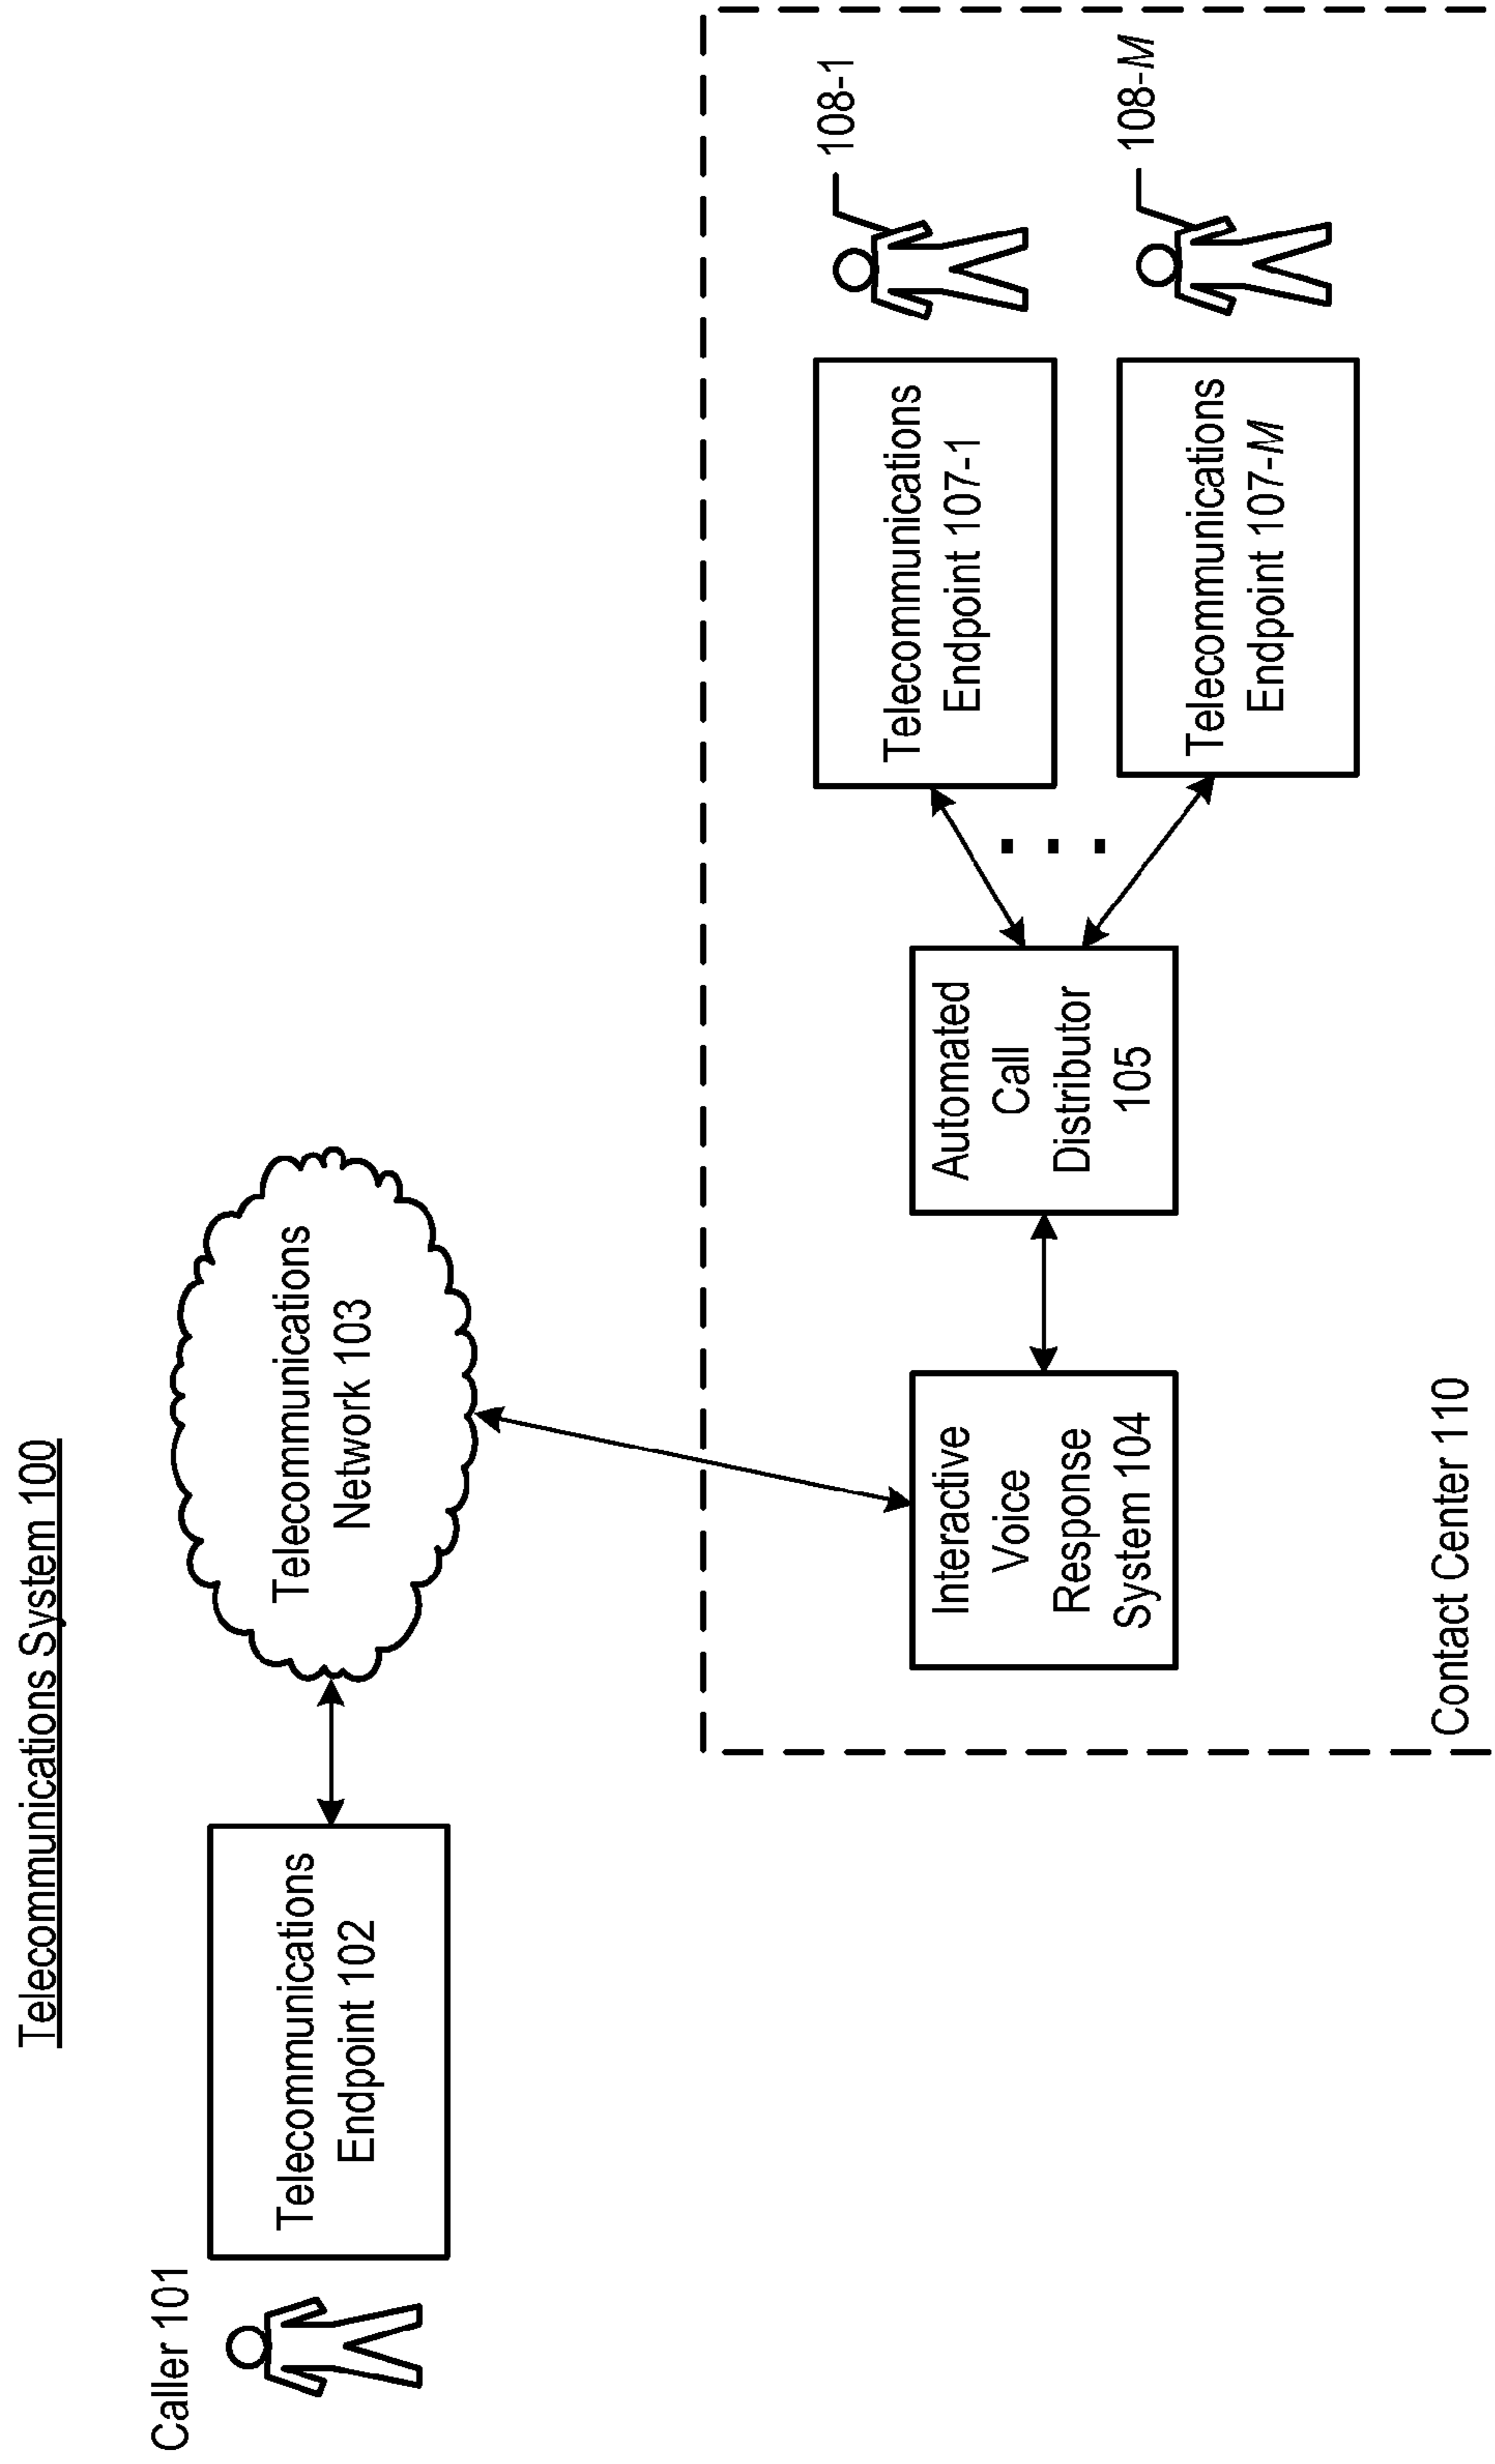 Telecommunications System 100
Caller 101
Telecommunications
Endpoint 102
Telecommunications
Network 103
Interactive
Voice
Response
System 104
Automated
Call
Distributor
105
Telecommunications
Endpoint 107-1
108-1
. . .
Telecommunications
Endpoint 107-M
108-M
Contact Center 110